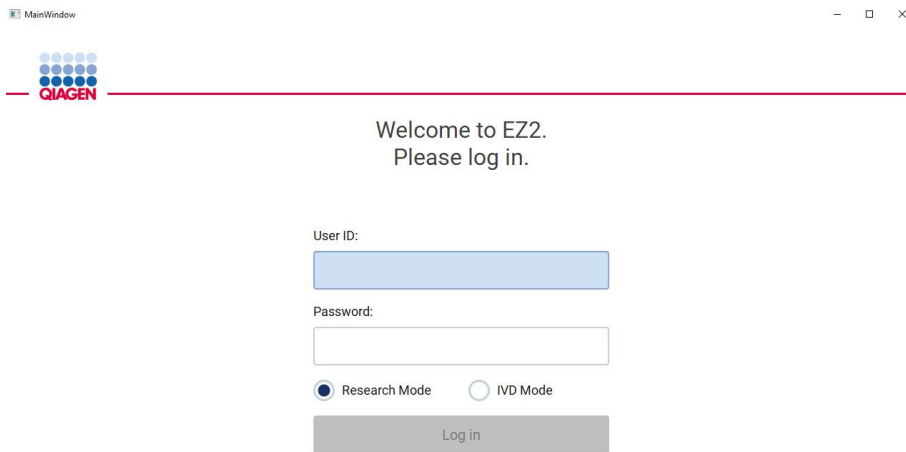 MainWindow
QIAGEN
Welcome to EZ2.
Please log in.
User ID:
Password:
Research Mode IVD Mode
Log in